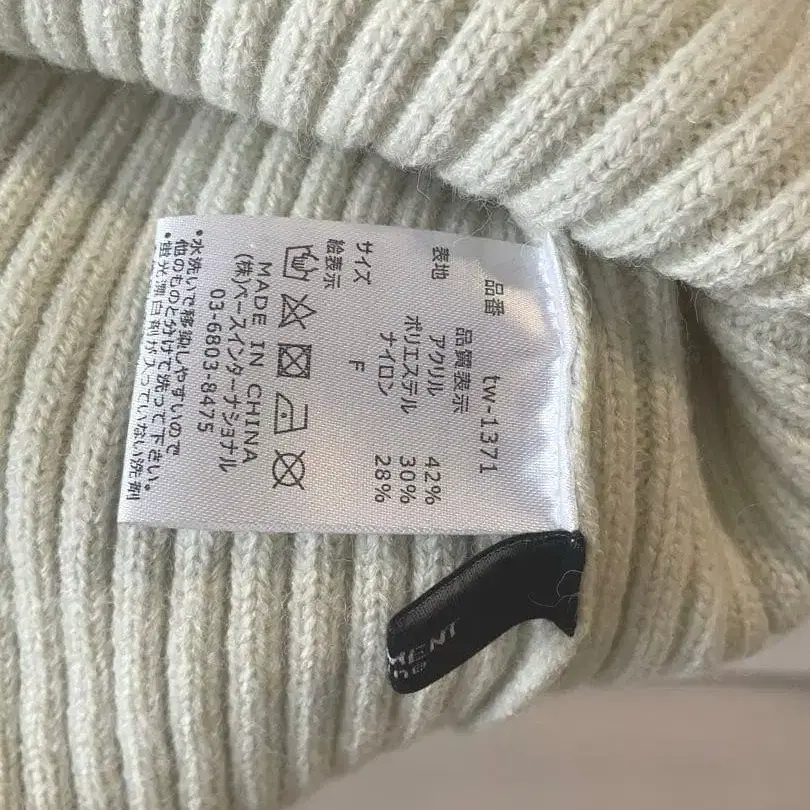 品番 tw-1371
品質表示
表地 アクリル 42%
ポリエステル 30%
ナイロン 28%
サイズ F
絵表示
MADE IN CHINA
(株)ベースインターナショナル
03-6803-8475
•水洗いで移染しやすいので
他のものと分けて洗って下さい。
•蛍光漂白剤が入っていない洗剤